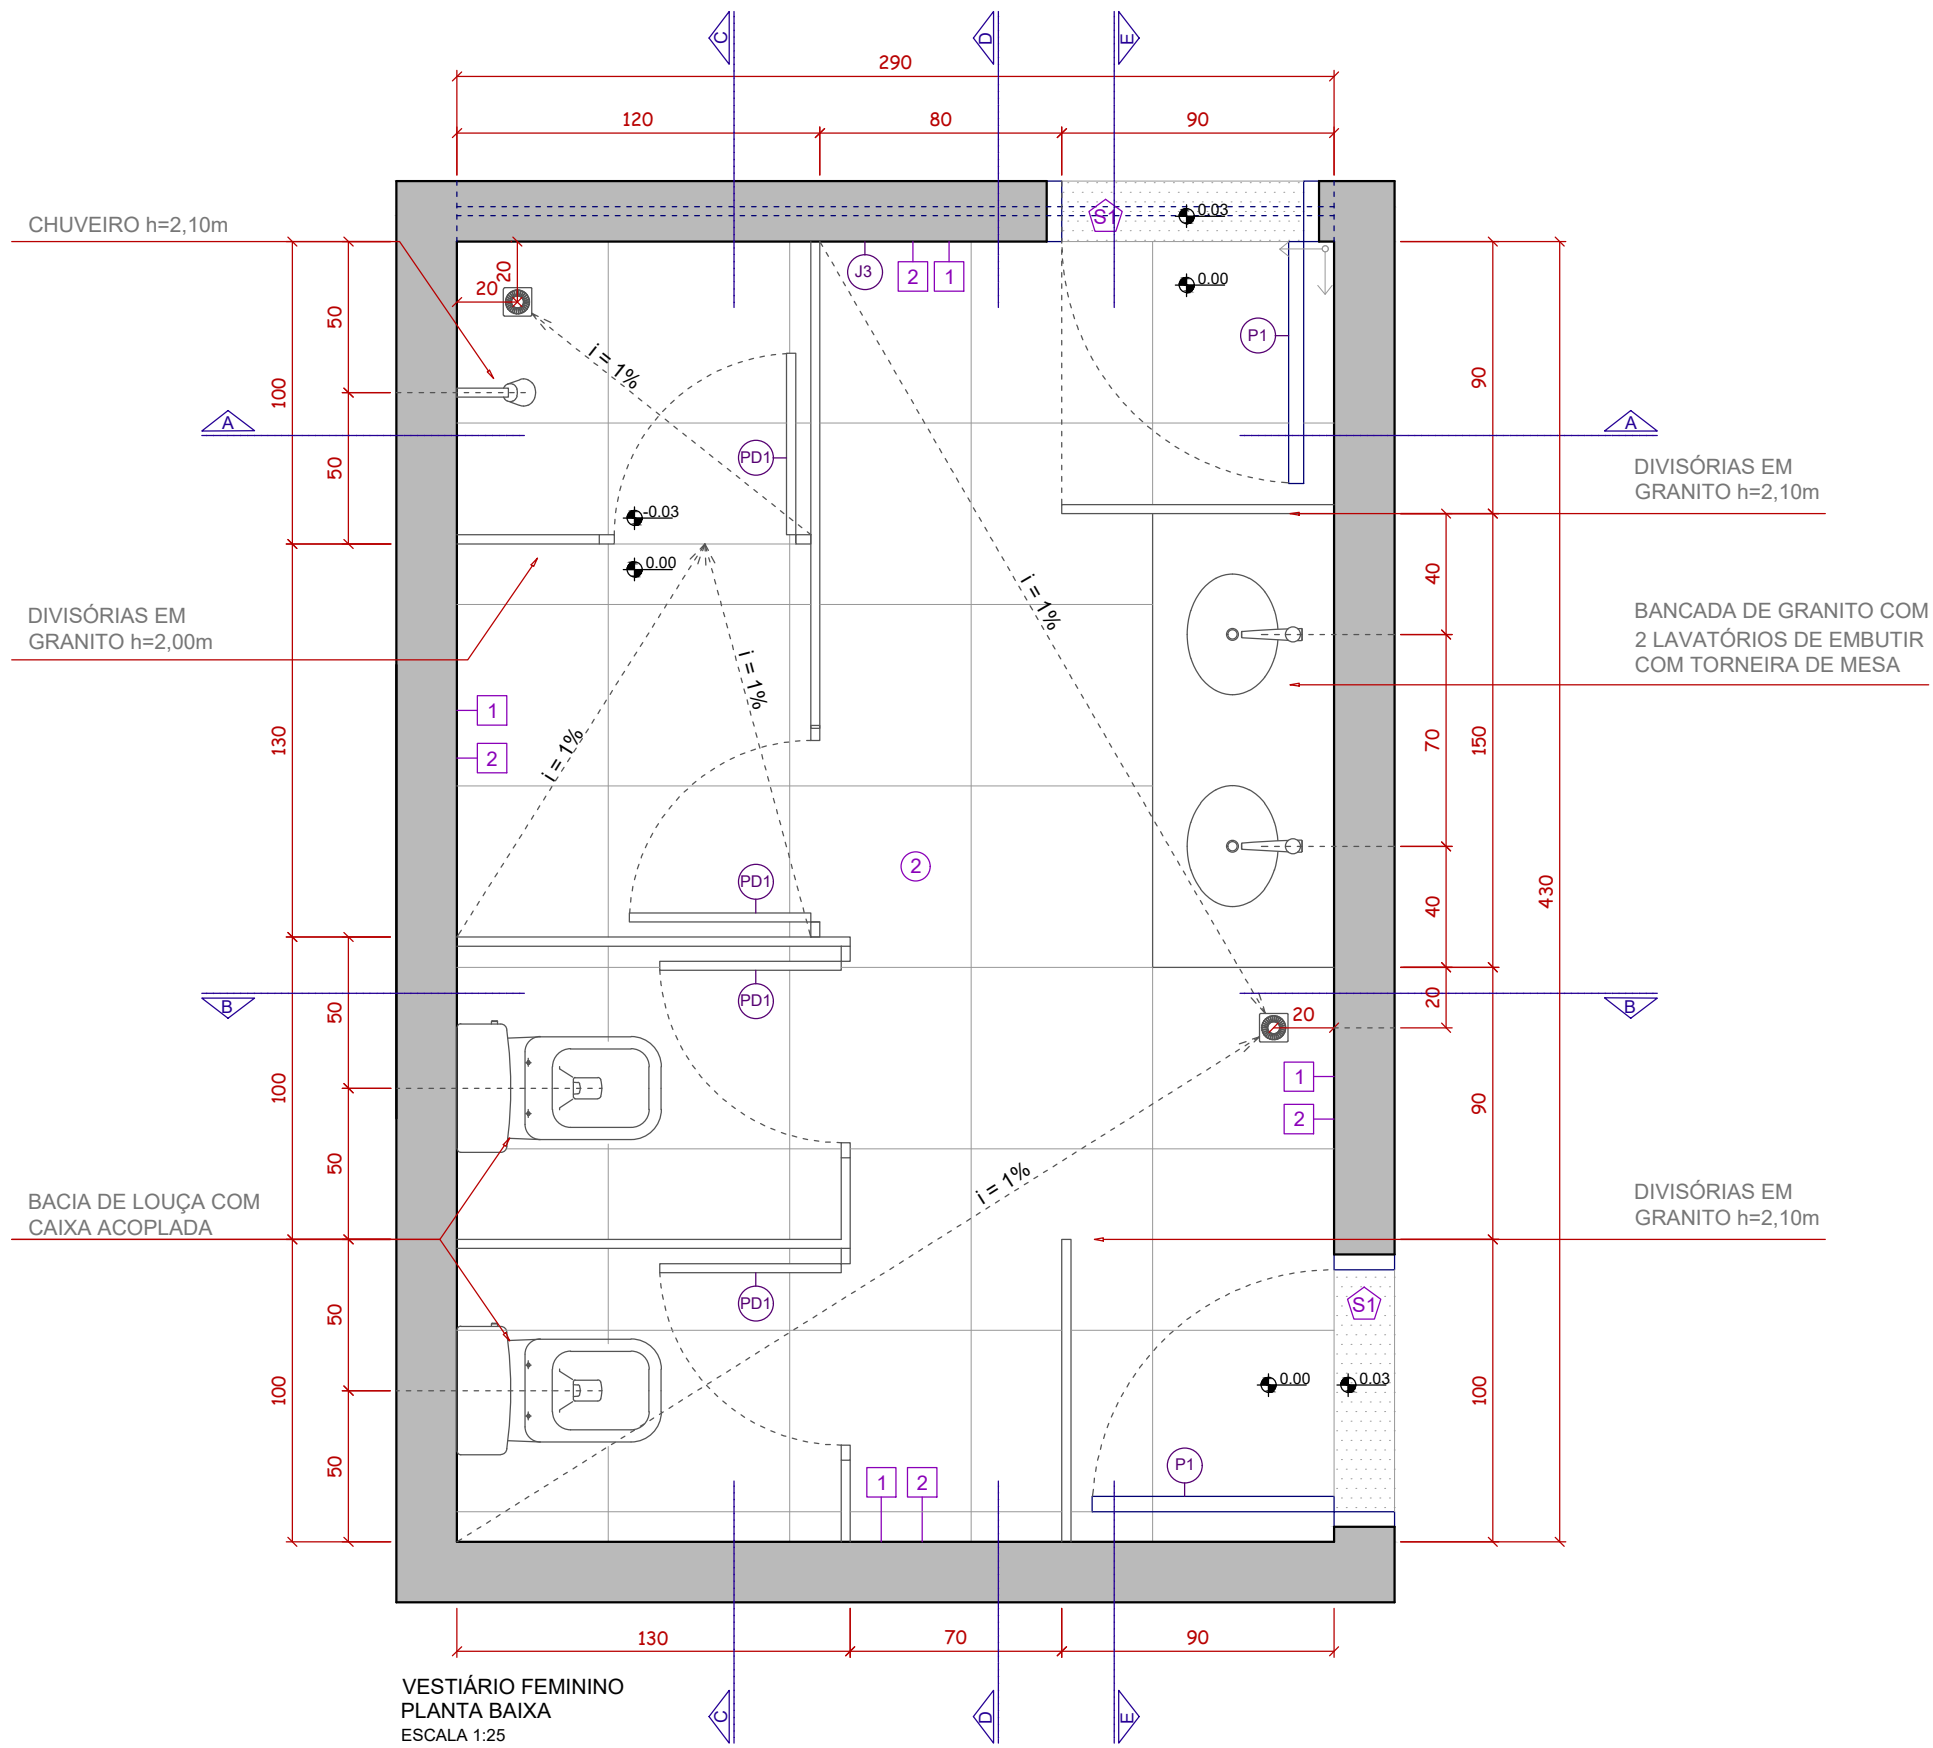 C
D
E
290
120
80
90
CHUVEIRO h=2,10m
S1
0.03
20
20
J3
2
1
0.00
50
i = 1%
P1
100
90
A
A
50
PD1
DIVISÓRIAS EM
GRANITO h=2,10m
-0.03
0.00
40
i = 1%
DIVISÓRIAS EM
GRANITO h=2,00m
BANCADA DE GRANITO COM
2 LAVATÓRIOS DE EMBUTIR
COM TORNEIRA DE MESA
i = 1%
1
130
i = 1%
70
150
2
2
PD1
430
40
B
PD1
50
20
20
B
100
1
90
2
50
i = 1%
BACIA DE LOUÇA COM
CAIXA ACOPLADA
DIVISÓRIAS EM
GRANITO h=2,10m
50
PD1
S1
100
0.00
0.03
100
50
1
2
P1
130
70
90
VESTIÁRIO FEMININO
PLANTA BAIXA
ESCALA 1:25
C
D
E